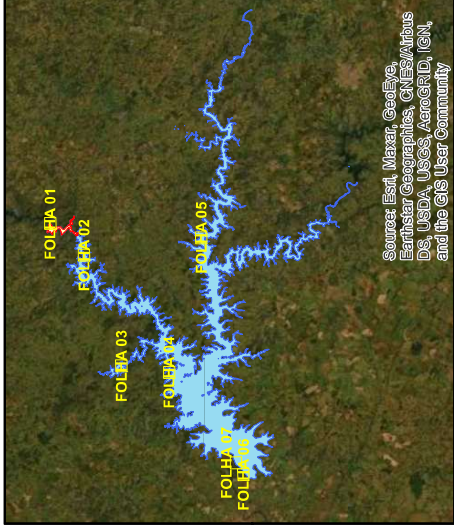 FOLHA 01
FOLHA 02
FOLHA 03
FOLHA 04
FOLHA 05
FOLHA 07
FOLHA 06
Source: Esri, Maxar, GeoEye,
Earthstar Geographics, CNES/Airbus
DS, USDA, USGS, AeroGRID, IGN,
and the GIS User Community